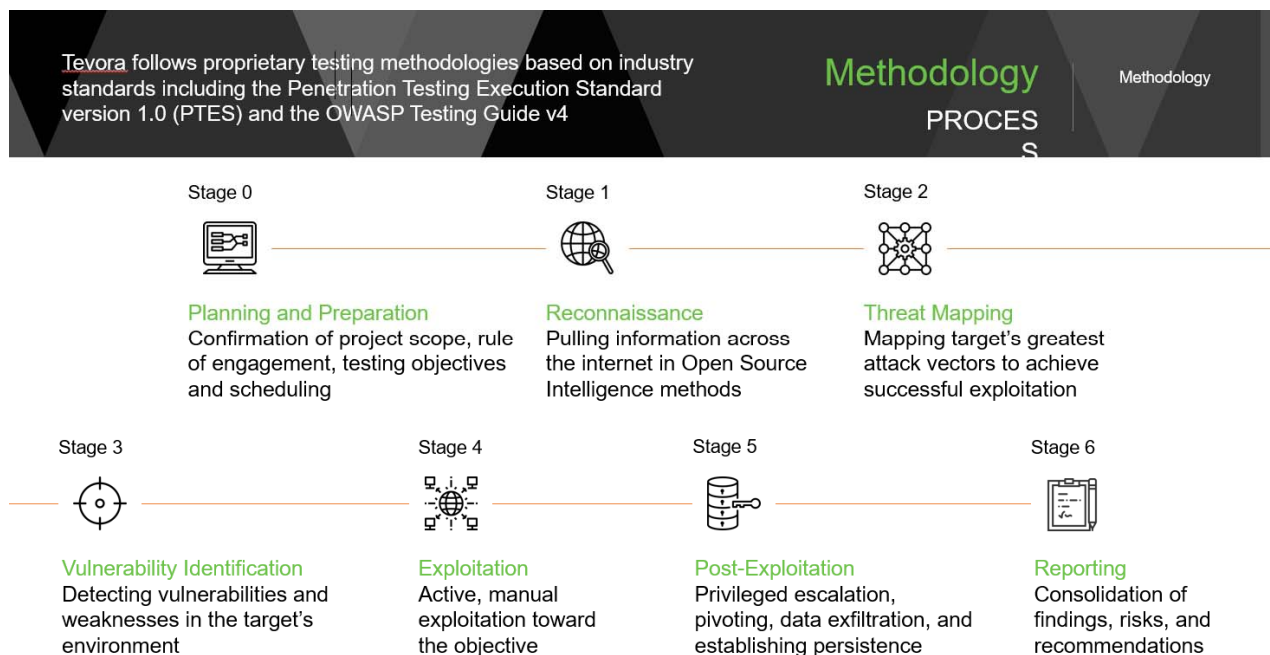 Tevora follows proprietary testing methodologies based on industry
standards including the Penetration Testing Execution Standard
version 1.0 (PTES) and the OWASP Testing Guide v4
Methodology
PROCES
S
Methodology
Stage 0
Stage 1
Stage 2
Planning and Preparation
Confirmation of project scope, rule
of engagement, testing objectives
and scheduling
Reconnaissance
Pulling information across
the internet in Open Source
Intelligence methods
Threat Mapping
Mapping target's greatest
attack vectors to achieve
successful exploitation
Stage 3
Stage 4
Stage 5
Stage 6
Vulnerability Identification
Detecting vulnerabilities and
weaknesses in the target's
environment
Exploitation
Active, manual
exploitation toward
the objective
Post-Exploitation
Privileged escalation,
pivoting, data exfiltration, and
establishing persistence
Reporting
Consolidation of
findings, risks, and
recommendations